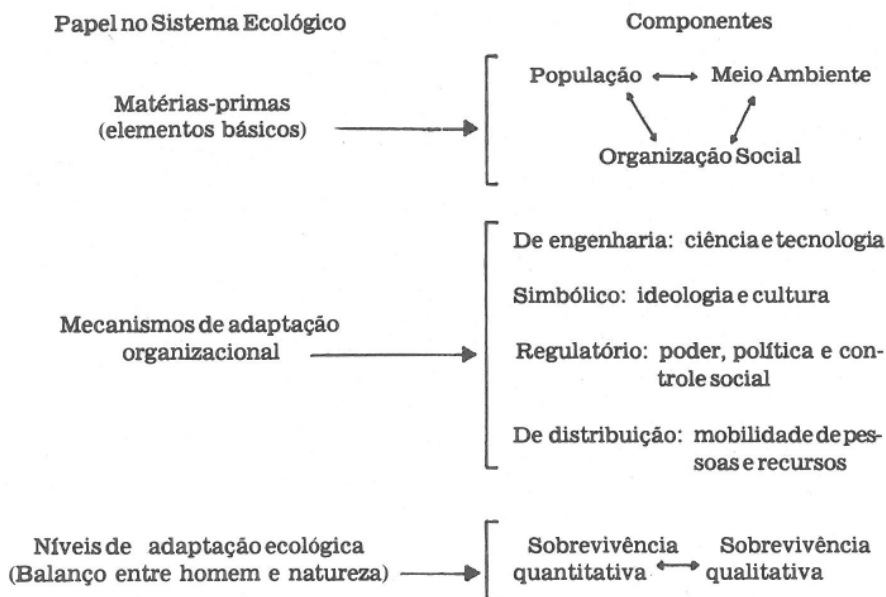 Papel no Sistema Ecológico
Componentes
Matérias-primas
(elementos básicos)
População
Meio Ambiente
Organização Social
Mecanismos de adaptação
organizacional
De engenharia: ciência e tecnologia
Simbólico: ideologia e cultura
Regulatório: poder, política e con-
trole social
De distribuição: mobilidade de pes-
soas e recursos
Níveis de adaptação ecológica
(Balanço entre homem e natureza)
Sobrevivência
quantitativa
Sobrevivência
qualitativa